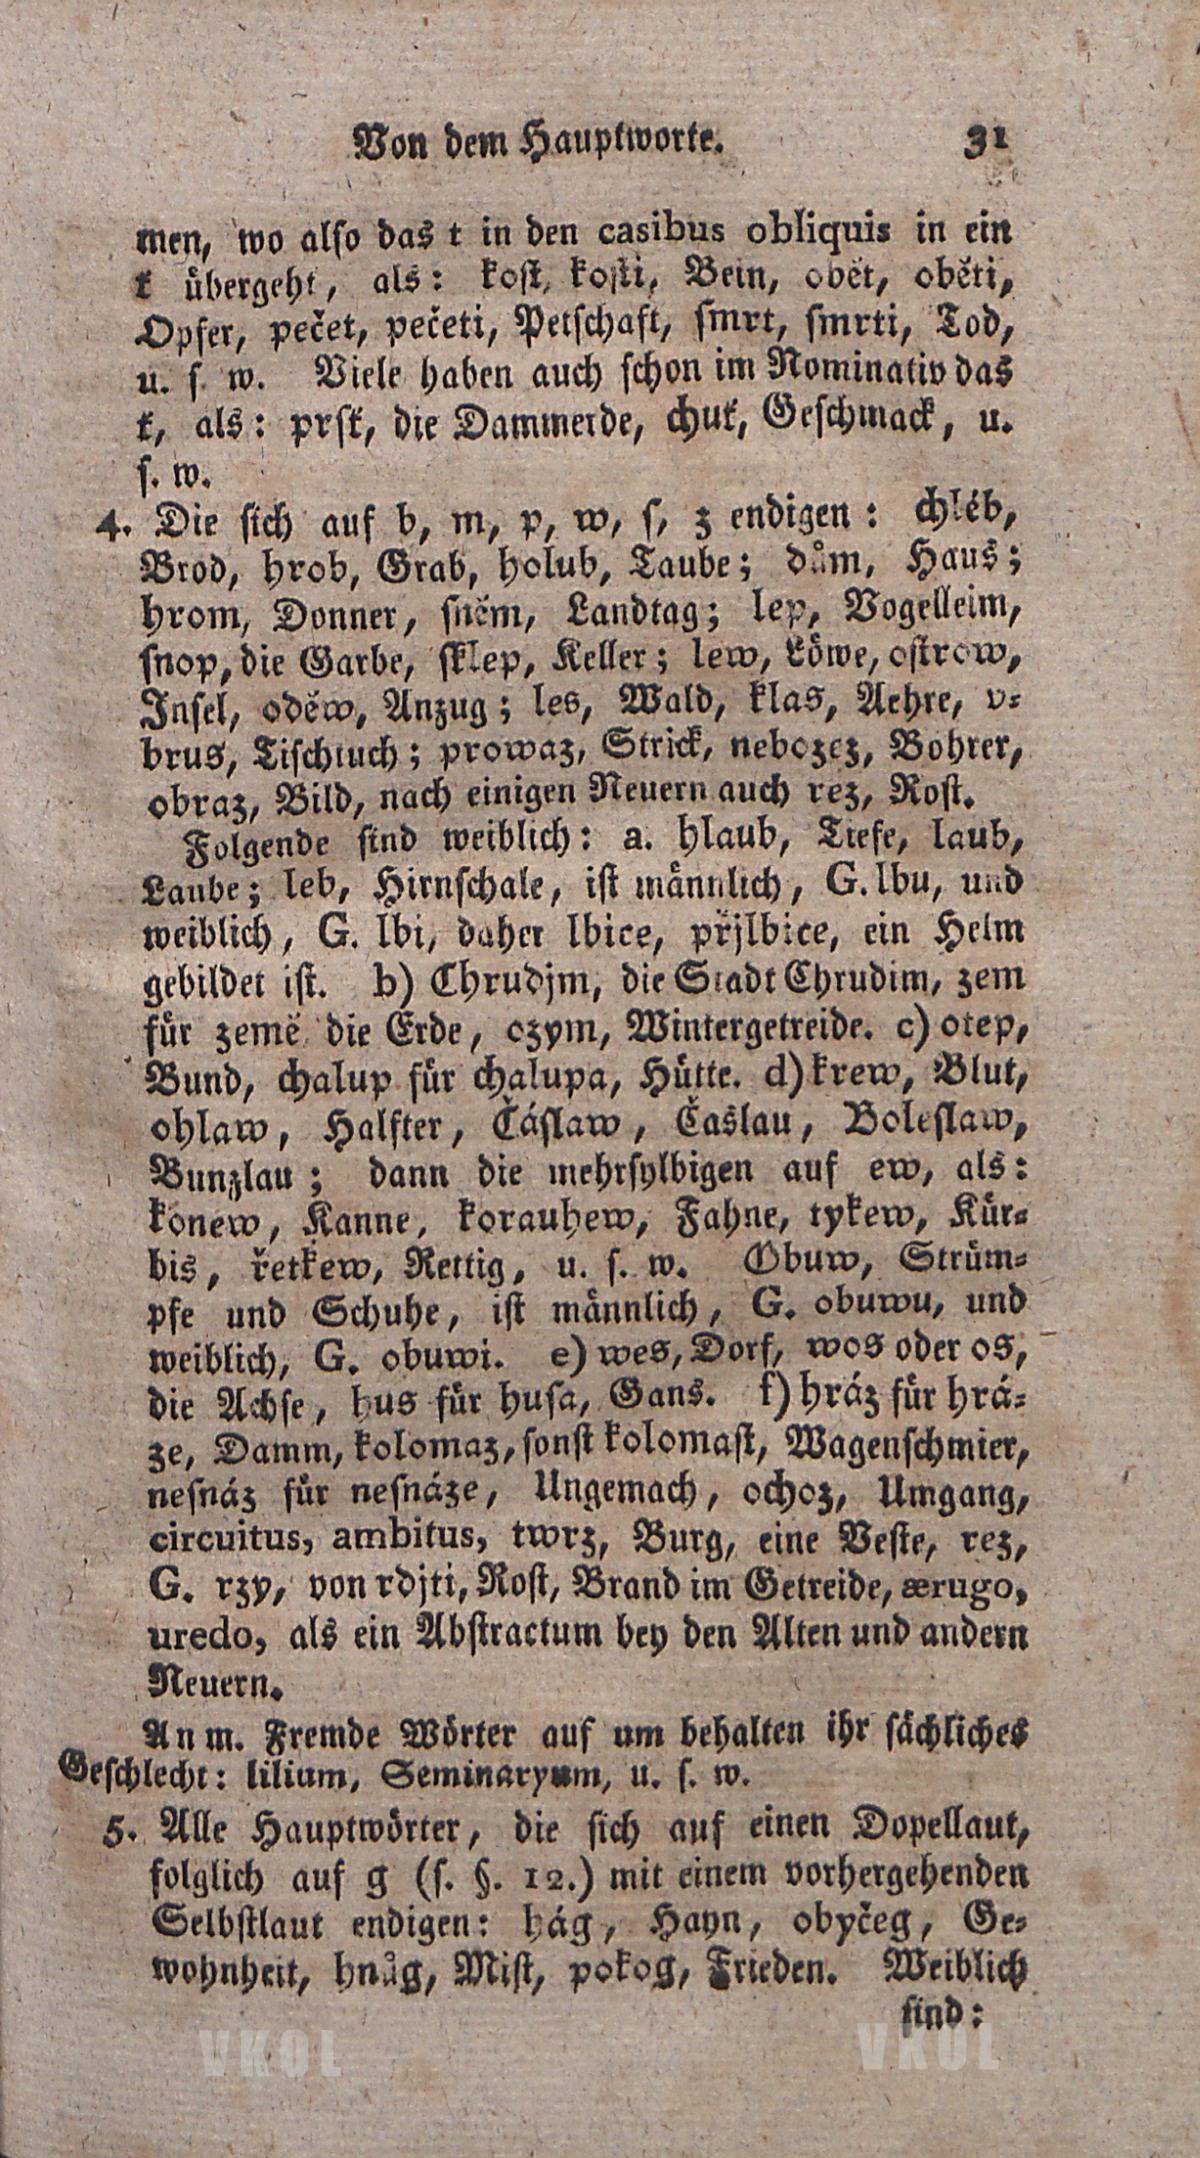 Von dem Hauptworte. 31
men, wo also das t in den casibus obliquis in ein
ť übergeht, als: kost, kosti, Bein, obět, oběti,
Opfer, pečet, pečeti, Petschaft, smrt, smrti, Tod,
u. s. w. Viele haben auch schon im Nominativ das
ť, als: prsť, die Dammerde, chuť, Geschmack, u.
s. w.
4. Die sich auf b, m, p, w, s, z endigen: chléb,
Brod, hrob, Grab, holub, Taube; dům, Haus;
hrom, Donner, sněm, Landtag; lep, Vogelleim,
snop, die Garbe, sklep, Keller; lew, Löwe, ostrow,
Insel, oděw, Anzug; les, Wald, klas, Aehre, v-
brus, Tischtuch; prowaz, Strick, nebozez, Bohrer,
obraz, Bild, nach einigen Neuern auch rez, Rost.
Folgende sind weiblich: a. hlaub, Tiefe, laub,
Laube; leb, Hirnschale, ist männlich, G. lbu, und
weiblich, G. lbi, daher lbice, přjlbice, ein Helm
gebildet ist. b) Chrudjm, die Stadt Chrudim, zem
für země die Erde, ozym, Wintergetreide. c) otep,
Bund, chalup für chalupa, Hütte. d) krew, Blut,
ohlaw, Halfter, Čáslaw, Časlau, Boleslaw,
Bunzlau; dann die mehrsylbigen auf ew, als:
konew, Kanne, korauhew, Fahne, tykew, Kür-
bis, řetkew, Rettig, u. s. w. Obuw, Strüm-
pfe und Schuhe, ist männlich, G. obuwu, und
weiblich, G. obuwi. e) wes, Dorf, wos oder os,
die Achse, hus für husa, Gans. f) hráz für hrá-
ze, Damm, kolomaz, sonst kolomast, Wagenschmier,
nesnáz für nesnáze, Ungemach, ochoz, Umgang,
circuitus, ambitus, twrz, Burg, eine Veste, rez,
G. rzy, von rdjti, Rost, Brand im Getreide, ærugo,
uredo, als ein Abstractum bey den Alten und andern
Neuern.
Anm. Fremde Wörter auf um behalten ihr sächliches
Geschlecht: lilium, Seminaryum, u. s. w.
5. Alle Hauptwörter, die sich auf einen Dopellaut,
folglich auf g (s. §. 12.) mit einem vorhergehenden
Selbstlaut endigen: hág, Hayn, obyčeg, Ge-
wohnheit, hnůg, Mist, pokog, Frieden. Weiblich
sind:
VKOL VKOL